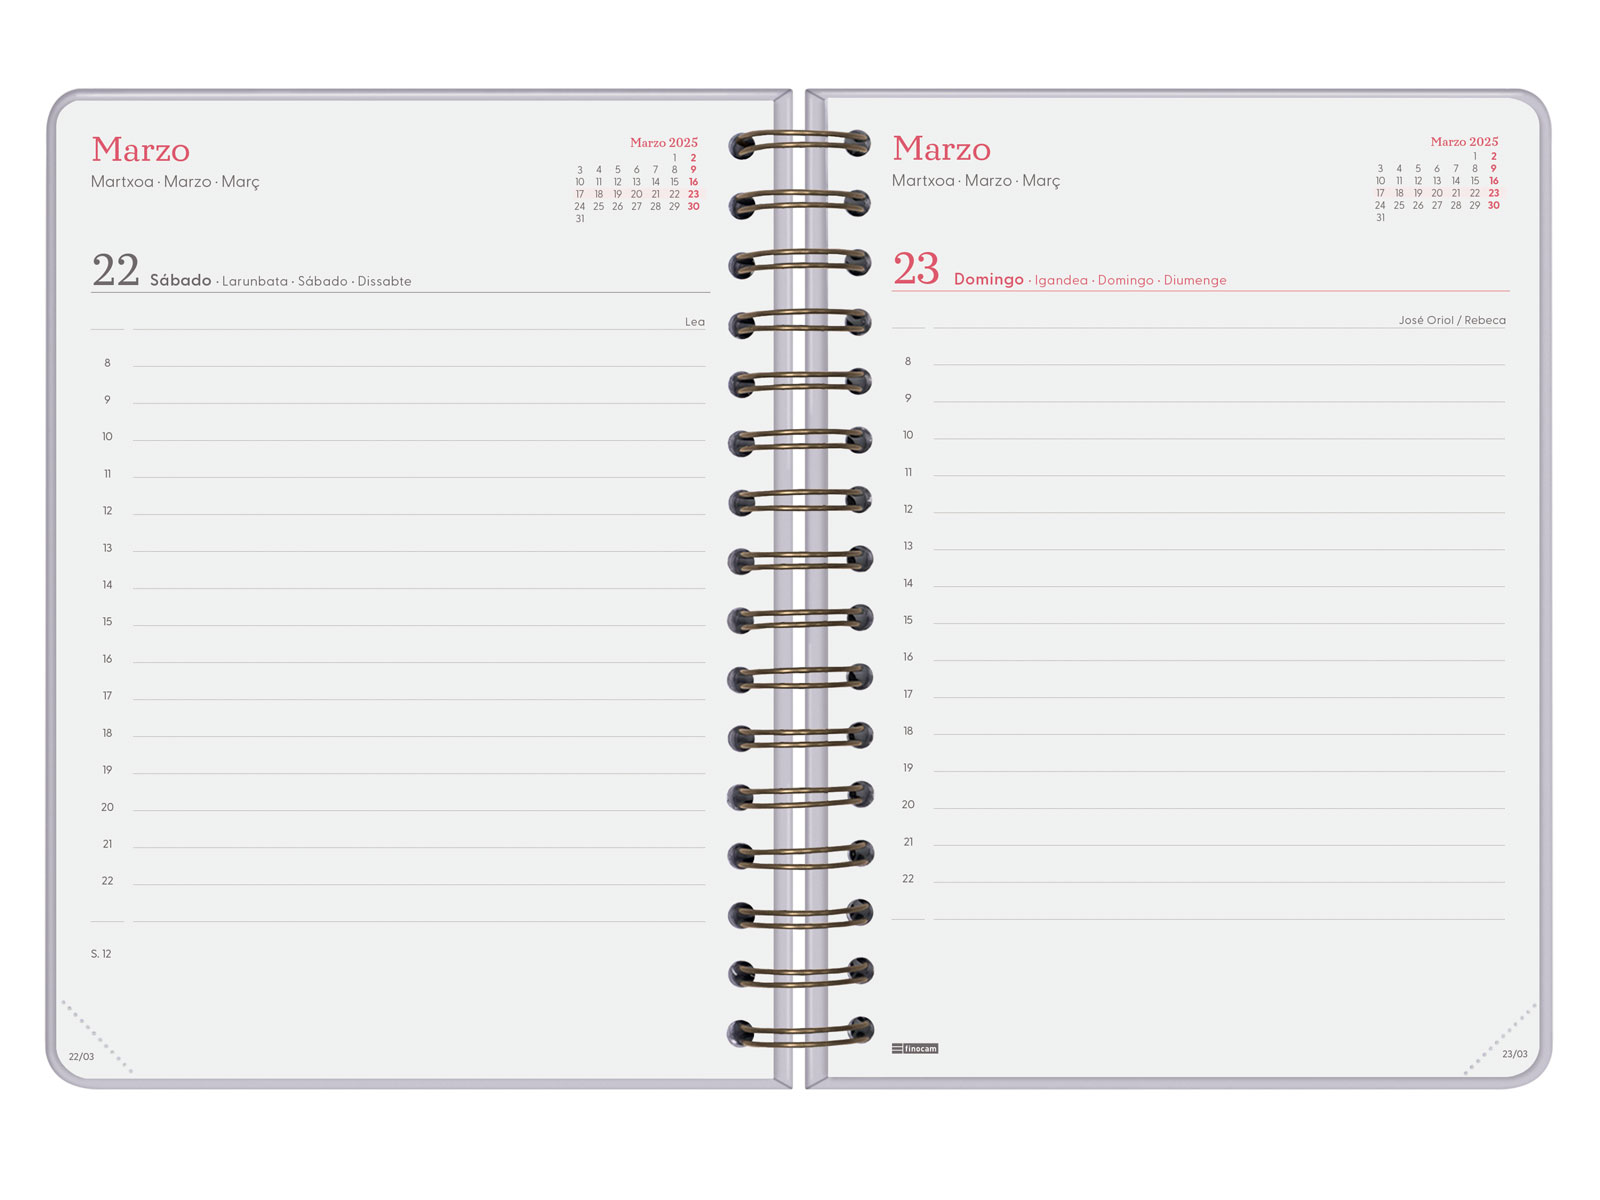 Marzo
Martxoa · Marzo · Març
Marzo 2025
1 2
3 4 5 6 7 8 9
10 11 12 13 14 15 16
17 18 19 20 21 22 23
24 25 26 27 28 29 30
31
22 Sábado · Larunbata · Sábado · Dissabte
Lea
8
9
10
11
12
13
14
15
16
17
18
19
20
21
22
S. 12
22/03
Marzo
Martxoa · Marzo · Març
Marzo 2025
1 2
3 4 5 6 7 8 9
10 11 12 13 14 15 16
17 18 19 20 21 22 23
24 25 26 27 28 29 30
31
23 Domingo · Igandea · Domingo · Diumenge
José Oriol / Rebeca
8
9
10
11
12
13
14
15
16
17
18
19
20
21
22
finocam
23/03